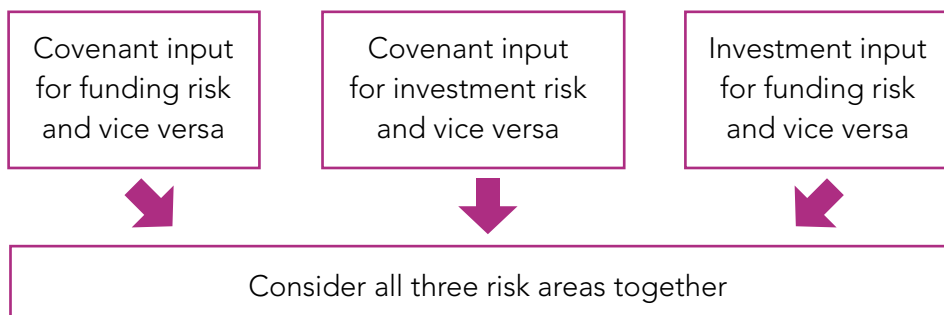 Covenant input
for funding risk
and vice versa
Covenant input
for investment risk
and vice versa
Investment input
for funding risk
and vice versa
Consider all three risk areas together